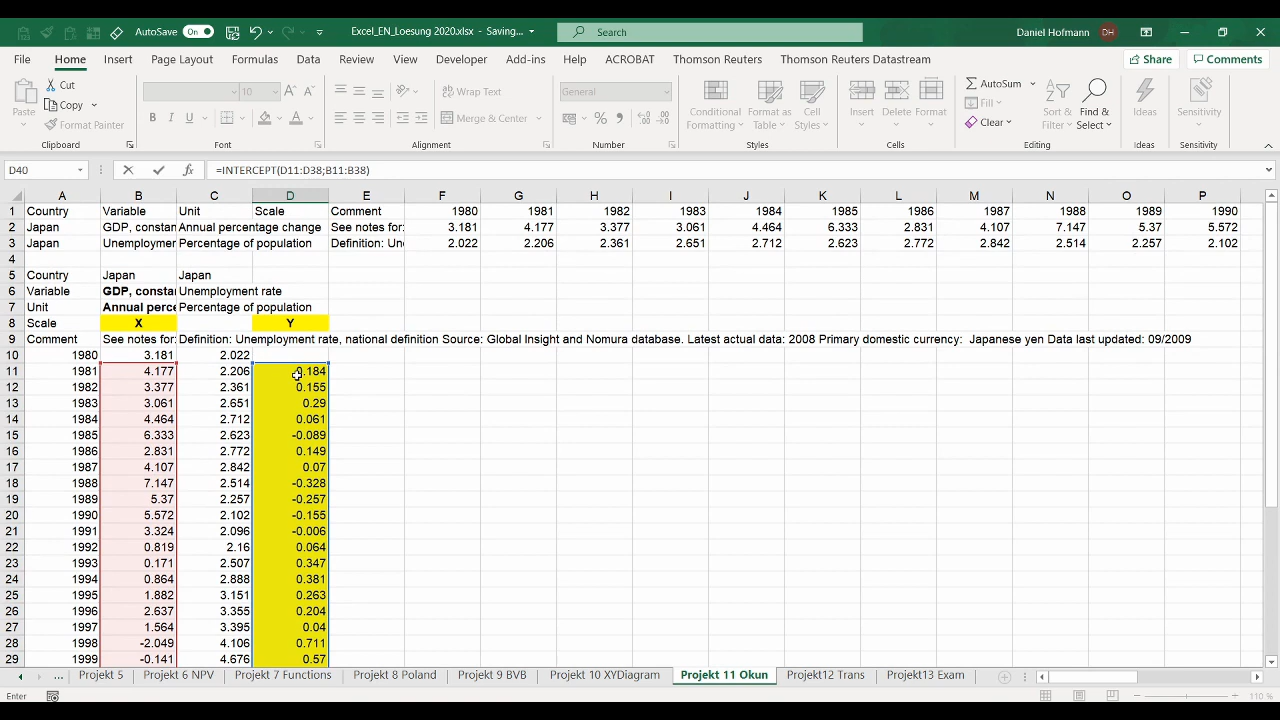 AutoSave On Excel_EN_Loesung 2020.xlsx - Saving... Search Daniel Hofmann DH
File Home Insert Page Layout Formulas Data Review View Developer Add-ins Help ACROBAT Thomson Reuters Thomson Reuters Datastream Share Comments
Cut 10 Wrap Text General AutoSum
Copy Fill
Paste Format Painter Merge & Center Conditional Formatting Format as Table Cell Styles Insert Delete Format Clear Sort & Filter Find & Select Ideas Sensitivity
Clipboard Font Alignment Number Styles Cells Editing Ideas Sensitivity
D40 =INTERCEPT(D11:D38;B11:B38)
A B C D E F G H I J K L M N O P
1 Country Variable Unit Scale Comment 1980 1981 1982 1983 1984 1985 1986 1987 1988 1989 1990
2 Japan GDP, constan Annual percentage change See notes for: 3.181 4.177 3.377 3.061 4.464 6.333 2.831 4.107 7.147 5.37 5.572
3 Japan Unemploymer Percentage of population Definition: Une 2.022 2.206 2.361 2.651 2.712 2.623 2.772 2.842 2.514 2.257 2.102
4
5 Country Japan Japan
6 Variable GDP, constan Unemployment rate
7 Unit Annual perce Percentage of population
8 Scale X Y
9 Comment See notes for: Definition: Unemployment rate, national definition Source: Global Insight and Nomura database. Latest actual data: 2008 Primary domestic currency: Japanese yen Data last updated: 09/2009
10 1980 3.181 2.022
11 1981 4.177 2.206 0.184
12 1982 3.377 2.361 0.155
13 1983 3.061 2.651 0.29
14 1984 4.464 2.712 0.061
15 1985 6.333 2.623 -0.089
16 1986 2.831 2.772 0.149
17 1987 4.107 2.842 0.07
18 1988 7.147 2.514 -0.328
19 1989 5.37 2.257 -0.257
20 1990 5.572 2.102 -0.155
21 1991 3.324 2.096 -0.006
22 1992 0.819 2.16 0.064
23 1993 0.171 2.507 0.347
24 1994 0.864 2.888 0.381
25 1995 1.882 3.151 0.263
26 1996 2.637 3.355 0.204
27 1997 1.564 3.395 0.04
28 1998 -2.049 4.106 0.711
29 1999 -0.141 4.676 0.57
... Projekt 5 Projekt 6 NPV Projekt 7 Functions Projekt 8 Poland Projekt 9 BVB Projekt 10 XYDiagram Projekt 11 Okun Projekt12 Trans Projekt13 Exam
Enter 110 %